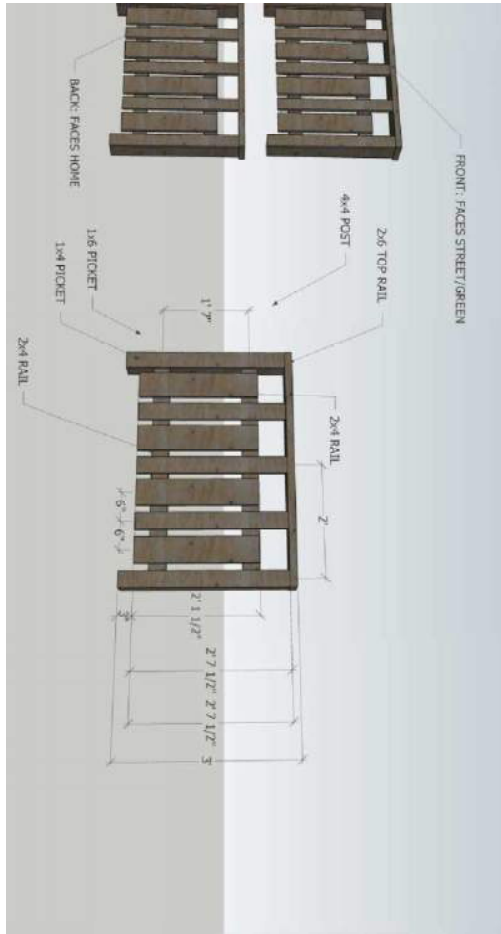 FRONT: FACES STREET/GREEN
BACK: FACES HOME
2x6 TOP RAIL
4x4 POST
1x6 PICKET
1x4 PICKET
2x4 RAIL
2x4 RAIL
1' 7"
2'
6"
6"
3"
2' 1 1/2"
2' 7 1/2"
2' 7 1/2"
3'